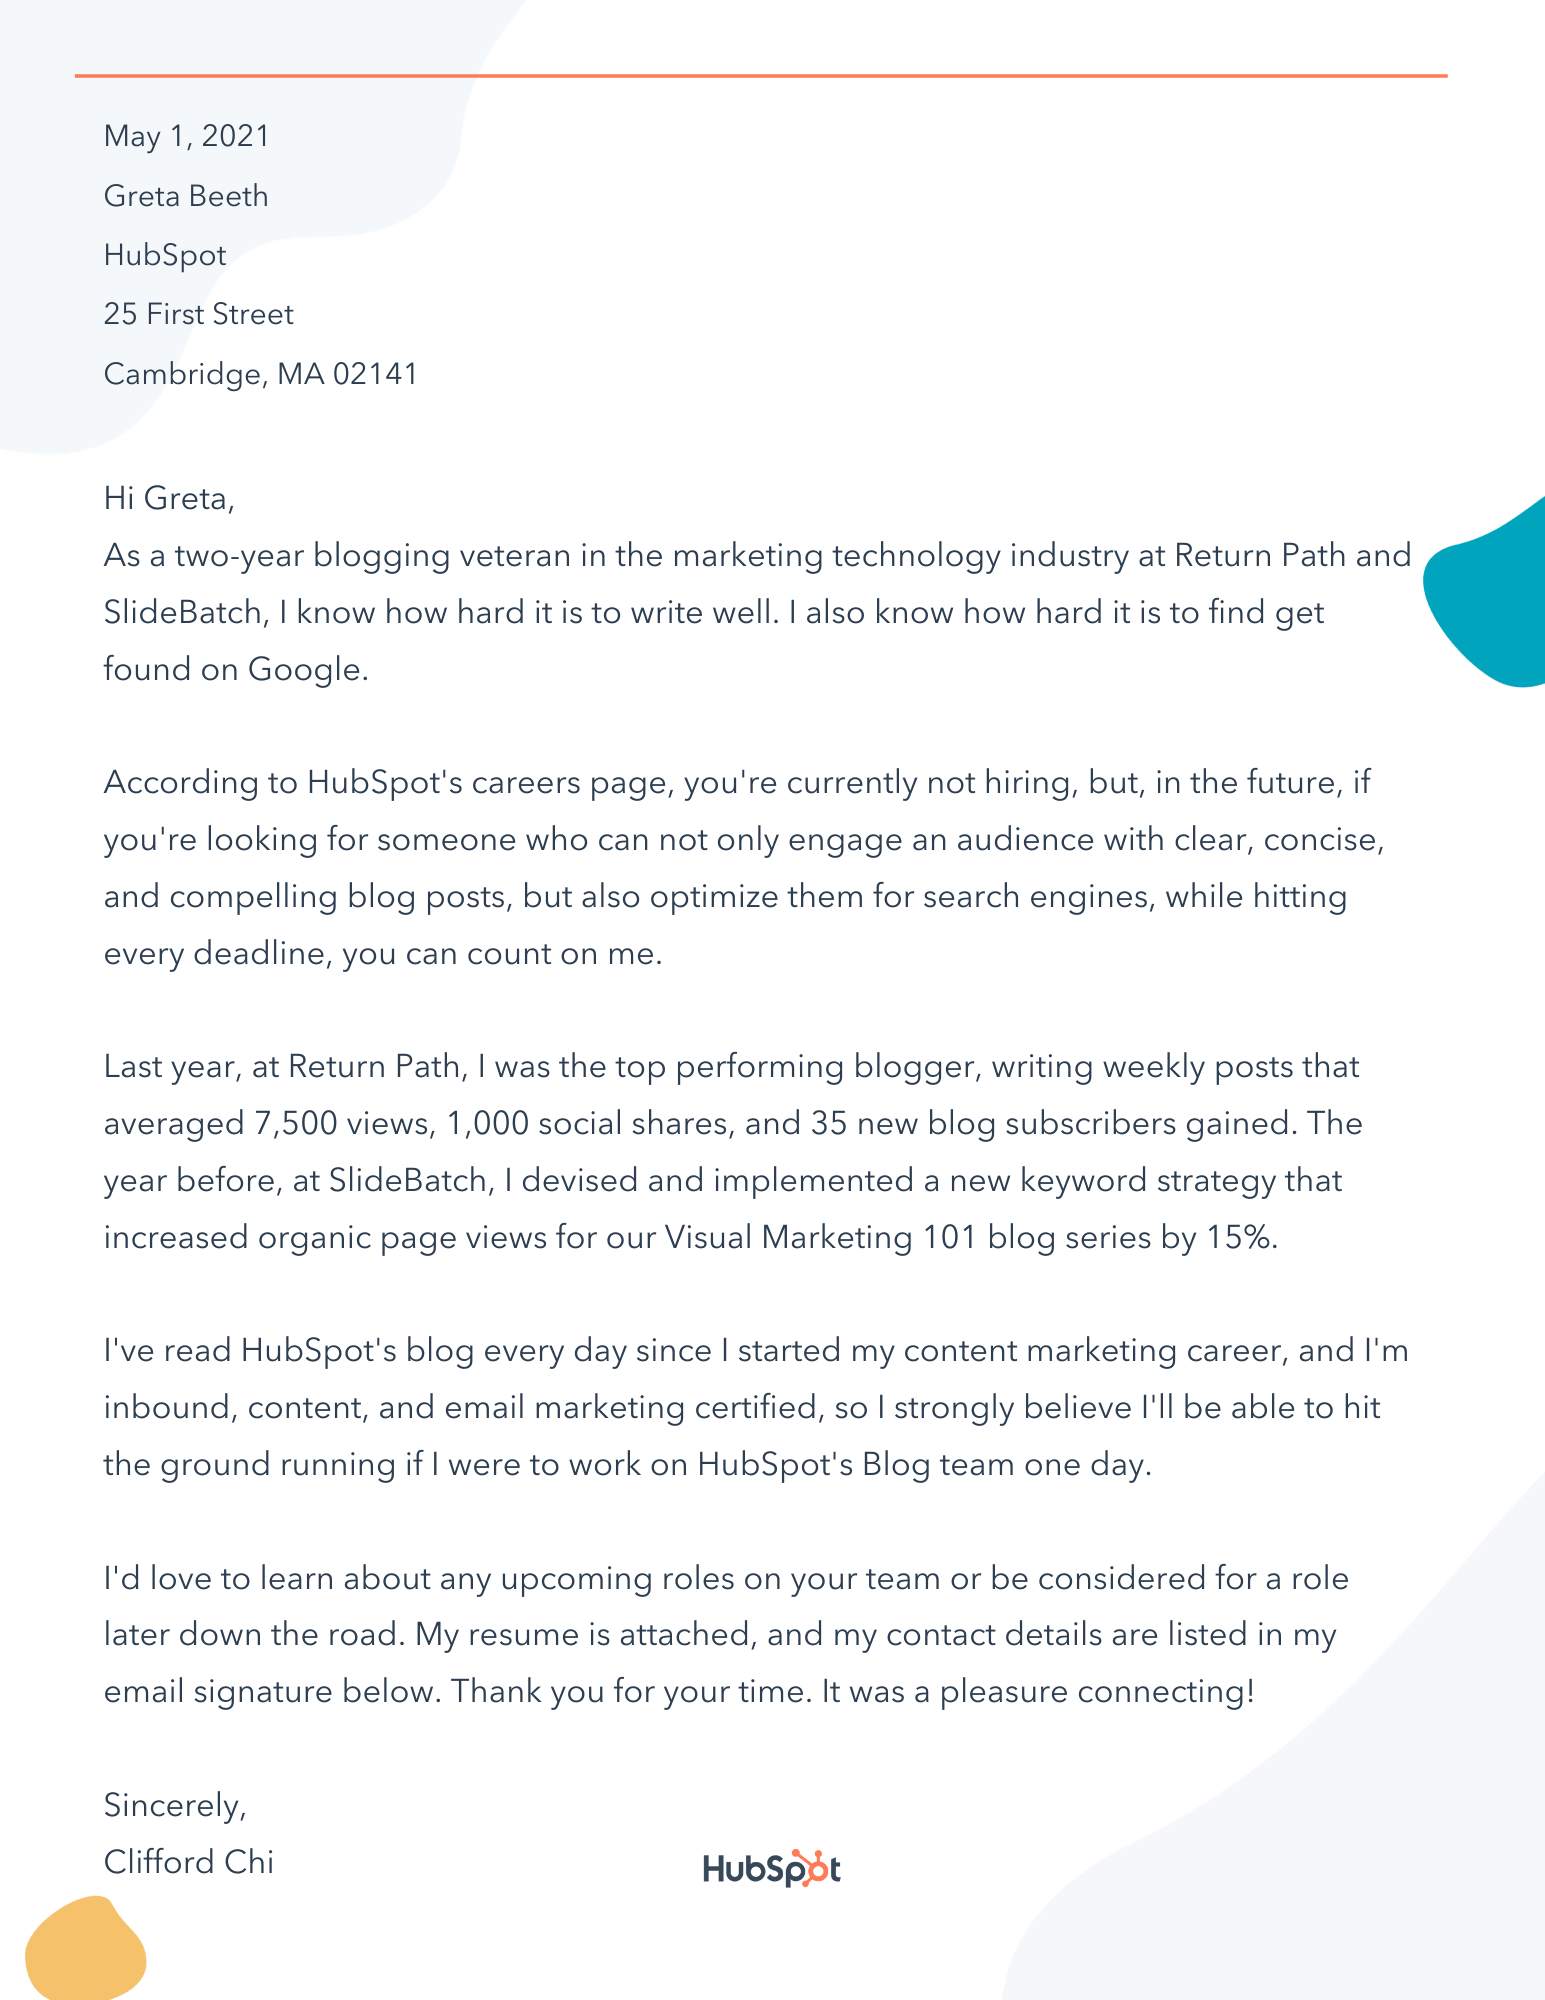 May 1, 2021
Greta Beeth
HubSpot
25 First Street
Cambridge, MA 02141
Hi Greta,
As a two-year blogging veteran in the marketing technology industry at Return Path and
SlideBatch, I know how hard it is to write well. I also know how hard it is to find get
found on Google.
According to HubSpot's careers page, you're currently not hiring, but, in the future, if
you're looking for someone who can not only engage an audience with clear, concise,
and compelling blog posts, but also optimize them for search engines, while hitting
every deadline, you can count on me.
Last year, at Return Path, I was the top performing blogger, writing weekly posts that
averaged 7,500 views, 1,000 social shares, and 35 new blog subscribers gained. The
year before, at SlideBatch, I devised and implemented a new keyword strategy that
increased organic page views for our Visual Marketing 101 blog series by 15%.
I've read HubSpot's blog every day since I started my content marketing career, and I'm
inbound, content, and email marketing certified, so I strongly believe I'll be able to hit
the ground running if I were to work on HubSpot's Blog team one day.
I'd love to learn about any upcoming roles on your team or be considered for a role
later down the road. My resume is attached, and my contact details are listed in my
email signature below. Thank you for your time. It was a pleasure connecting!
Sincerely,
Clifford Chi
HubSpot